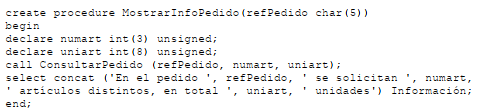 create procedure MostrarInfoPedido(refPedido char(5))
begin
declare numart int(3) unsigned;
declare uniart int(8) unsigned;
call ConsultarPedido (refPedido, numart, uniart);
select concat ('En el pedido ', refPedido, ' se solicitan ', numart,
' artículos distintos, en total ', uniart, ' unidades') Información;
end;